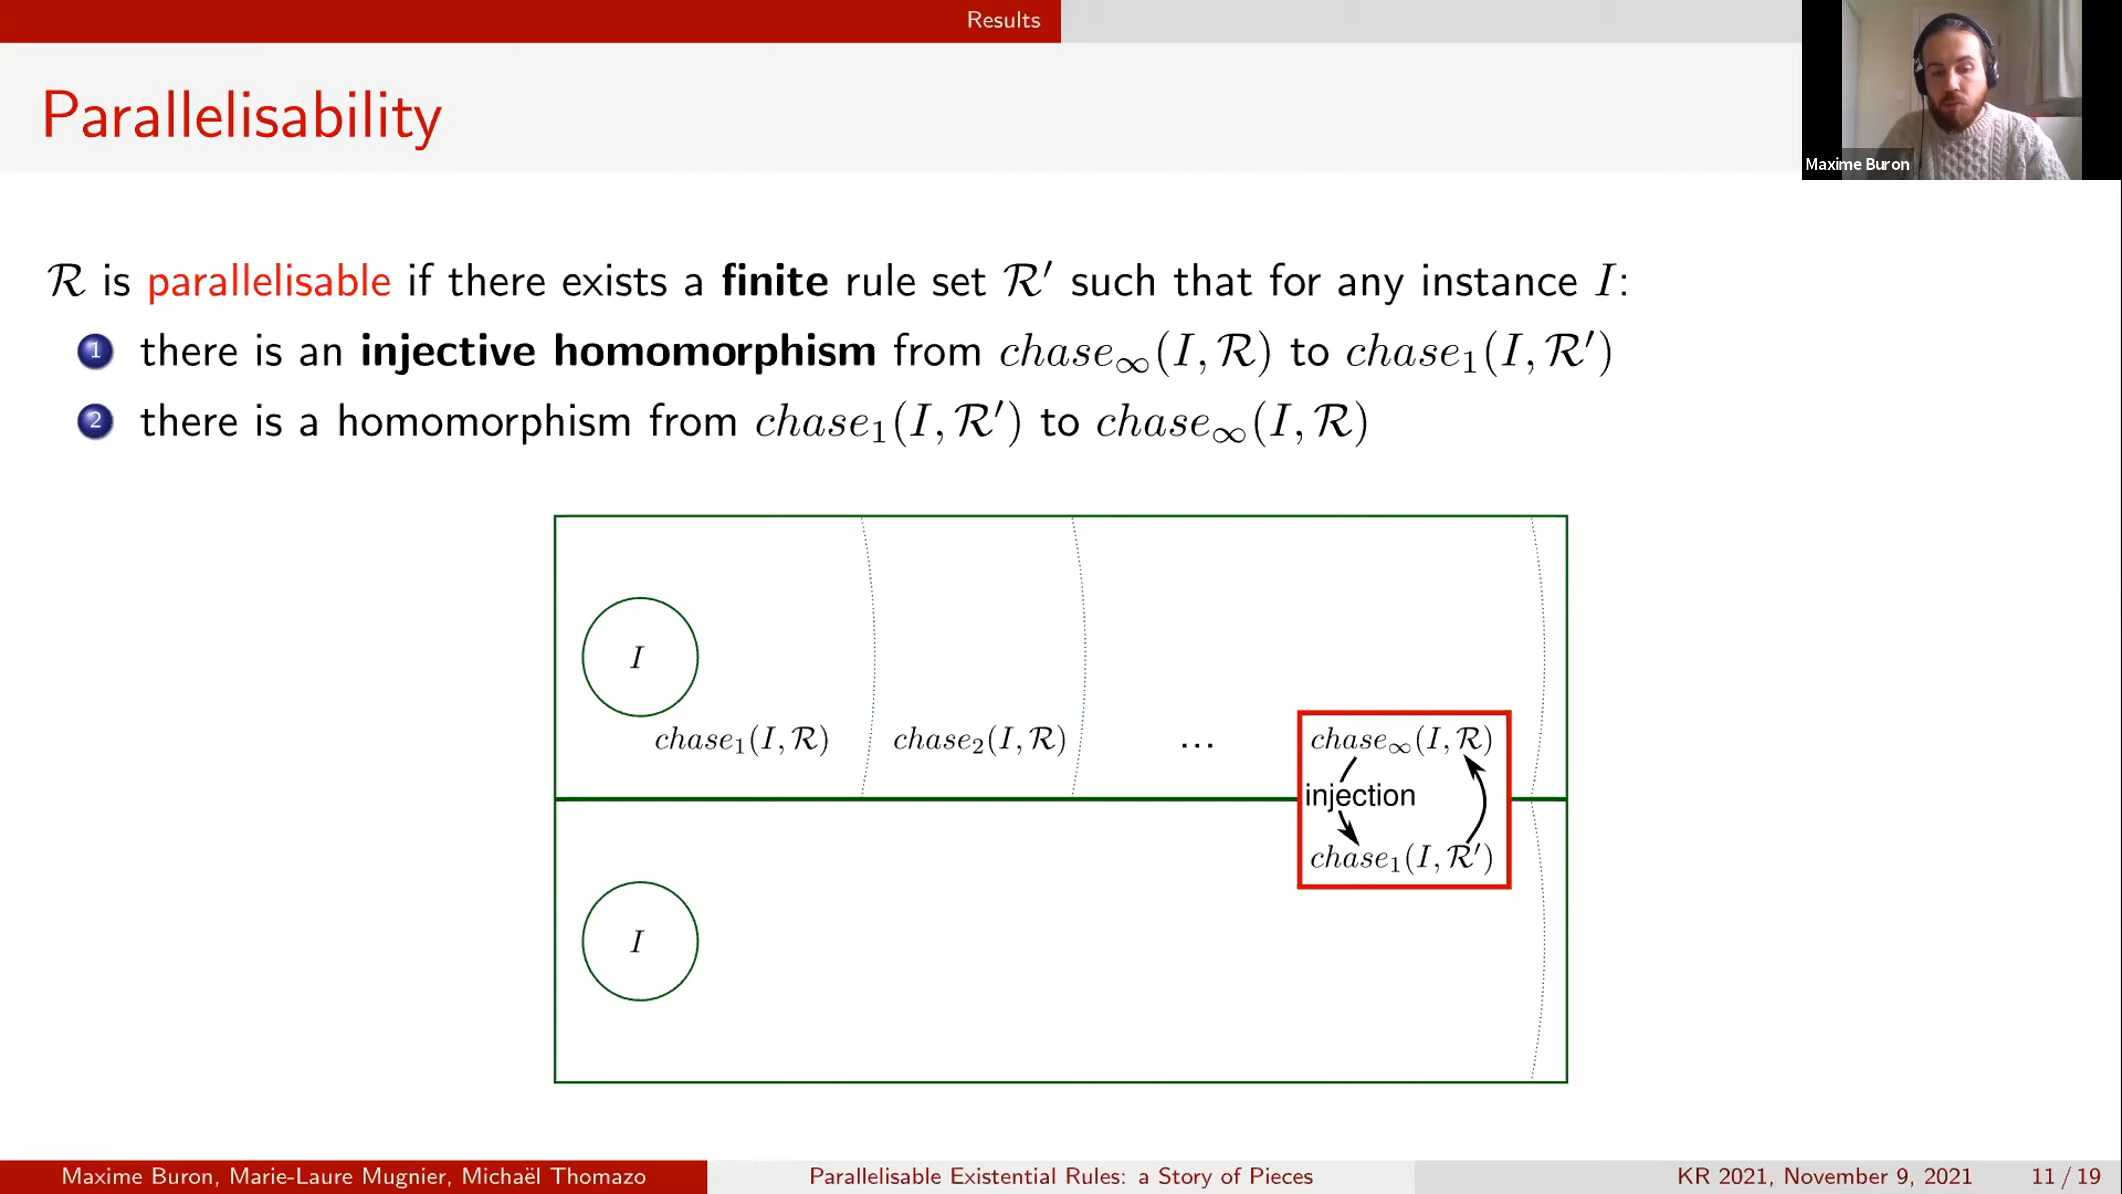 Results
Parallelisability
Maxime Buron
ℛ is parallelisable if there exists a finite rule set ℛ′ such that for any instance I:
1 there is an injective homomorphism from chase∞(I, ℛ) to chase₁(I, ℛ′)
2 there is a homomorphism from chase₁(I, ℛ′) to chase∞(I, ℛ)
I
chase₁(I, ℛ) chase₂(I, ℛ) ... chase∞(I, ℛ)
injection
chase₁(I, ℛ′)
I
Maxime Buron, Marie-Laure Mugnier, Michaël Thomazo Parallelisable Existential Rules: a Story of Pieces KR 2021, November 9, 2021 11 / 19